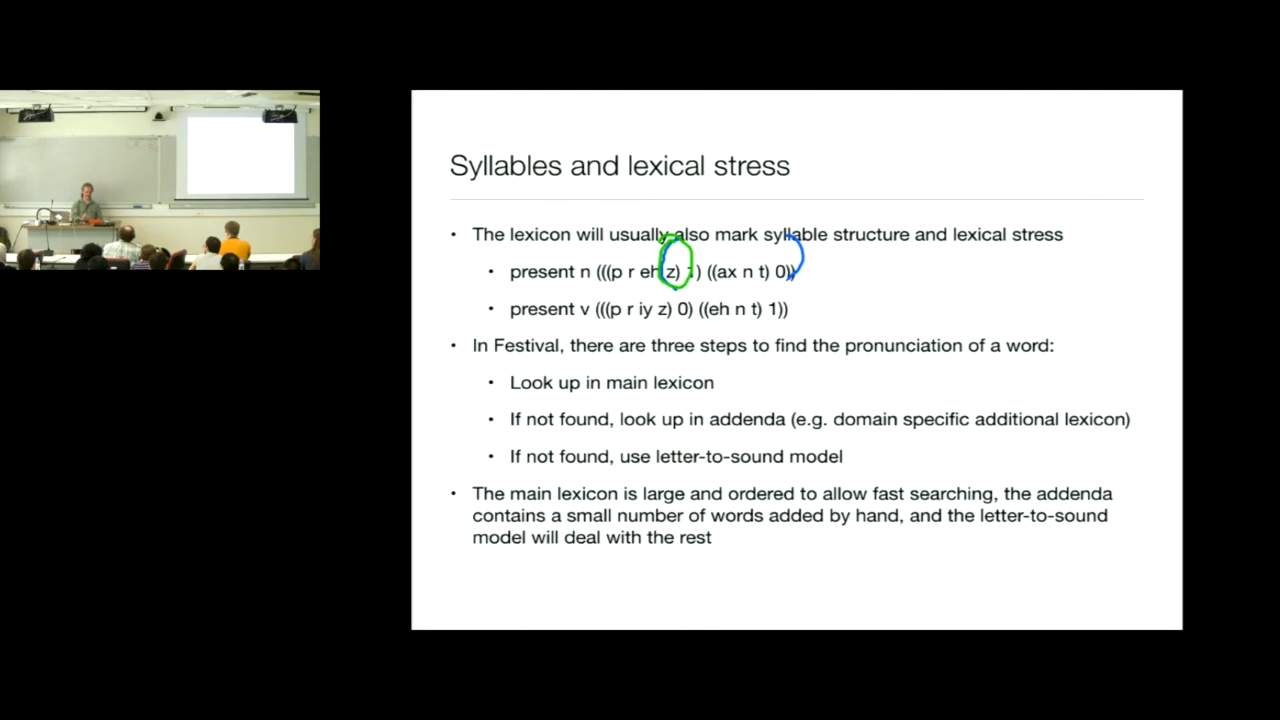 Syllables and lexical stress
• The lexicon will usually also mark syllable structure and lexical stress
• present n (((p r eh z) 1) ((ax n t) 0))
• present v (((p r iy z) 0) ((eh n t) 1))
• In Festival, there are three steps to find the pronunciation of a word:
• Look up in main lexicon
• If not found, look up in addenda (e.g. domain specific additional lexicon)
• If not found, use letter-to-sound model
• The main lexicon is large and ordered to allow fast searching, the addenda
contains a small number of words added by hand, and the letter-to-sound
model will deal with the rest